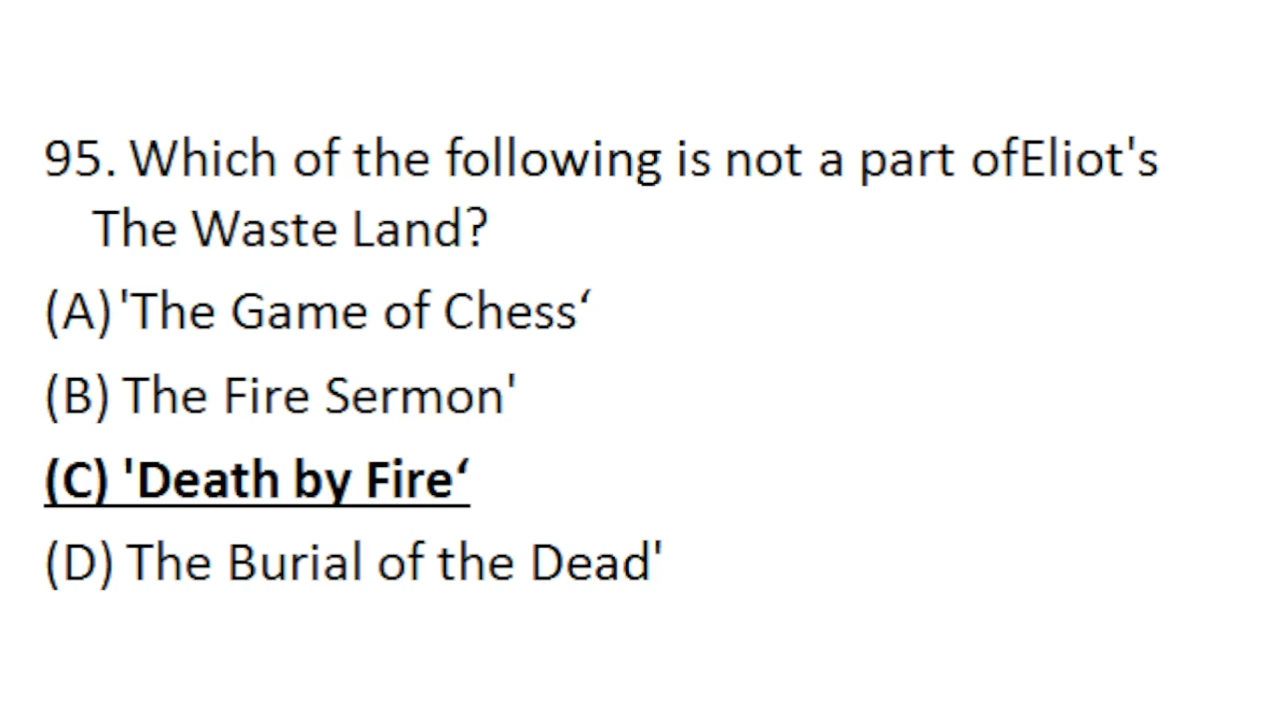 95. Which of the following is not a part ofEliot's
The Waste Land?
(A) 'The Game of Chess‘
(B) The Fire Sermon'
(C) 'Death by Fire‘
(D) The Burial of the Dead'